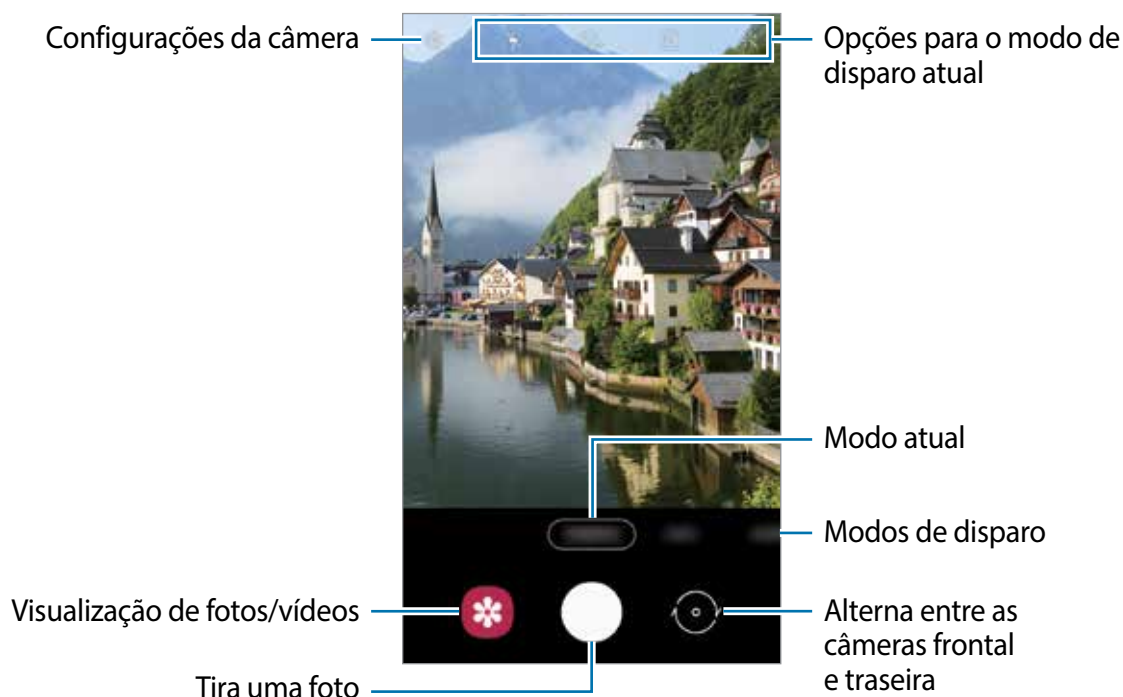 Configurações da câmera
Opções para o modo de
disparo atual
Modo atual
Modos de disparo
Visualização de fotos/vídeos
Alterna entre as
câmeras frontal
e traseira
Tira uma foto